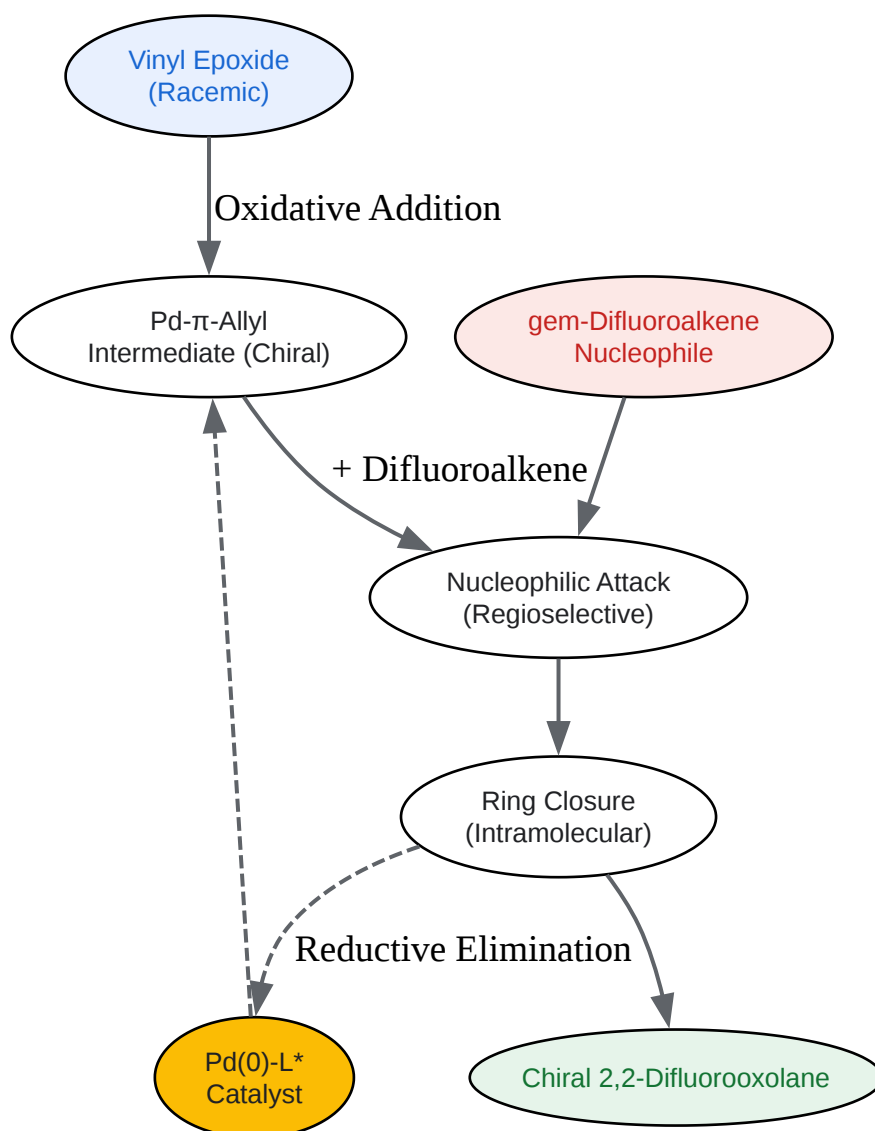 Vinyl Epoxide
(Racemic)
Oxidative Addition
Pd-π-Allyl
Intermediate (Chiral)
gem-Difluoroalkene
Nucleophile
+ Difluoroalkene
Nucleophilic Attack
(Regioselective)
Ring Closure
(Intramolecular)
Reductive Elimination
Pd(0)-L*
Catalyst
Chiral 2,2-Difluorooxolane